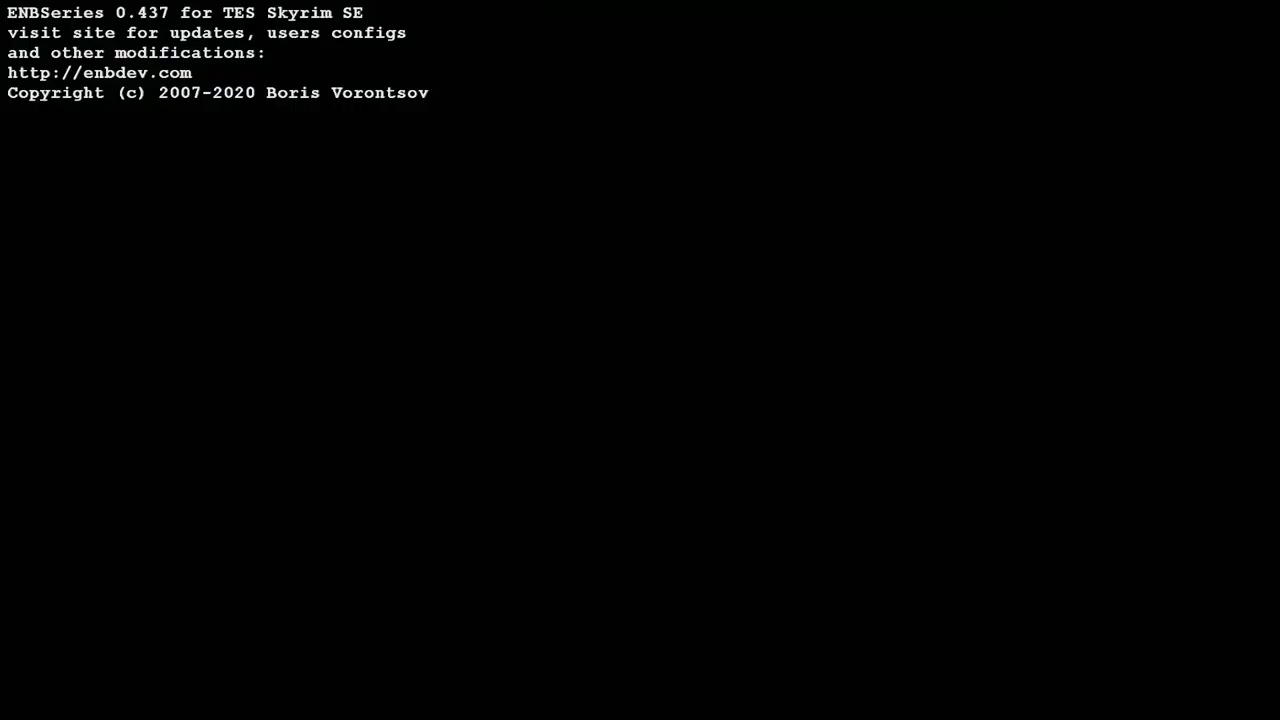 ENBSeries 0.437 for TES Skyrim SE
visit site for updates, users configs
and other modifications:
http://enbdev.com
Copyright (c) 2007-2020 Boris Vorontsov